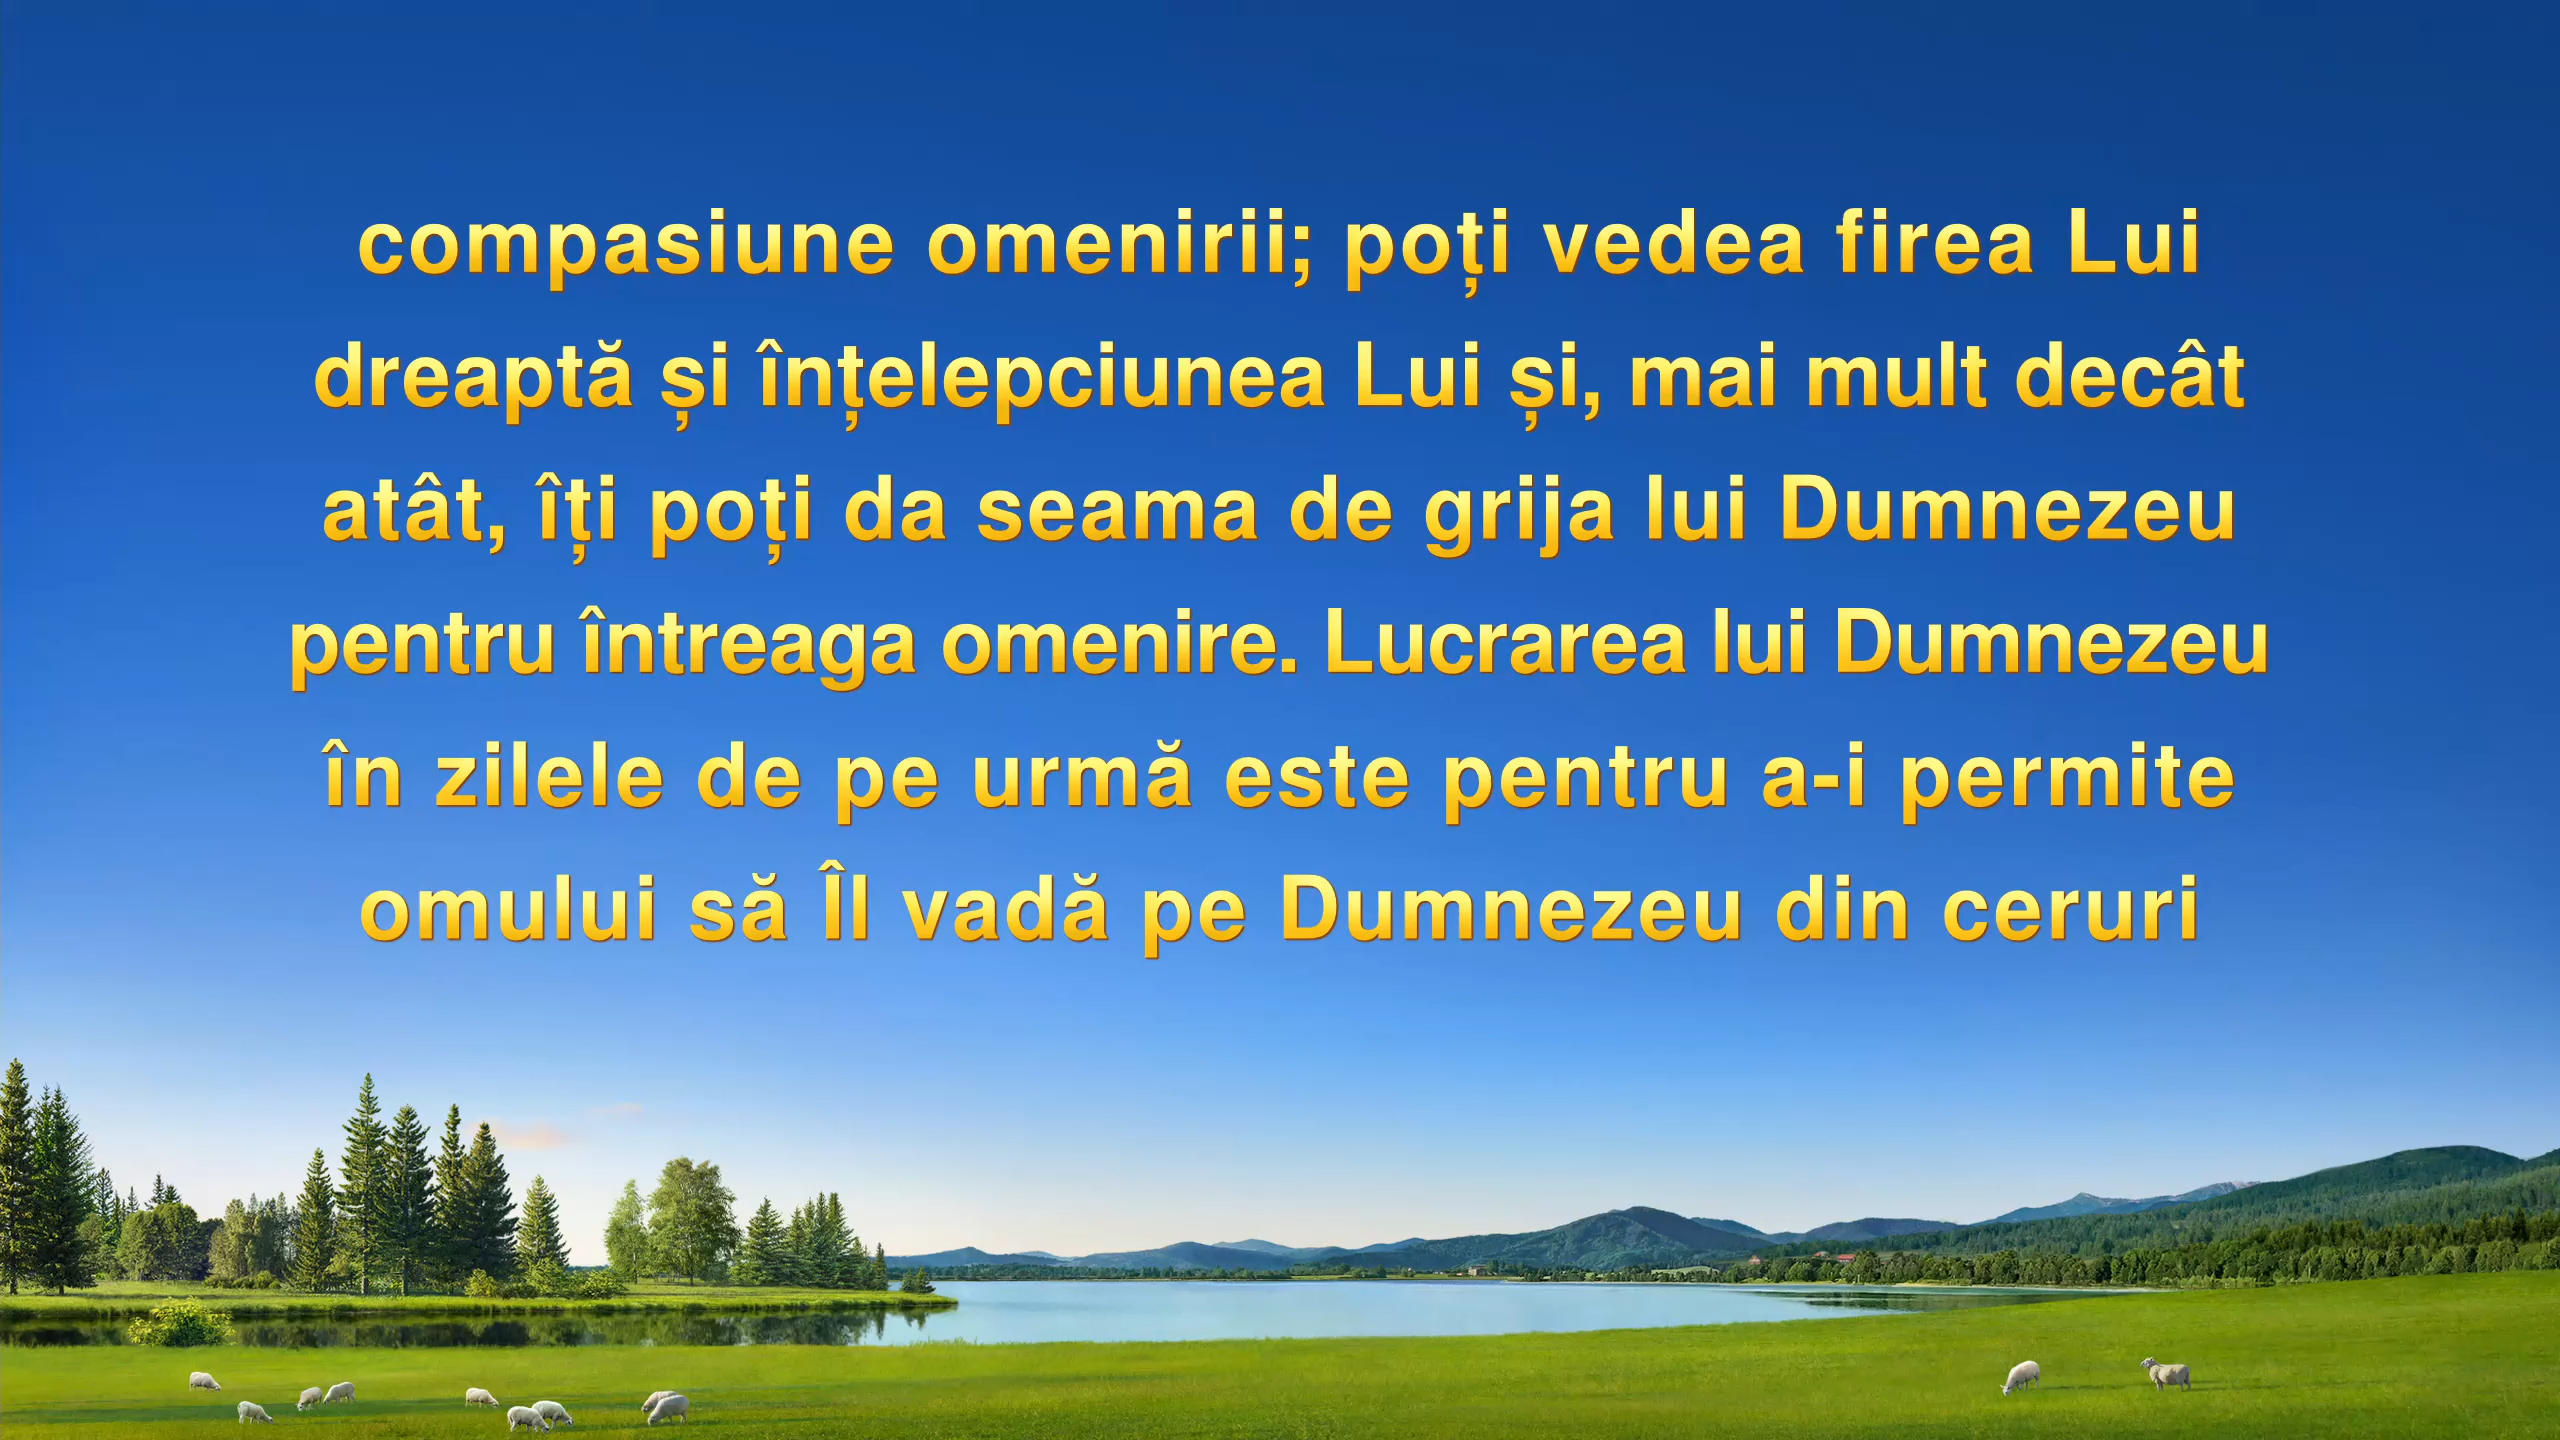 compasiune omenirii; poți vedea firea Lui
dreaptă și înțelepciunea Lui și, mai mult decât
atât, îți poți da seama de grija lui Dumnezeu
pentru întreaga omenire. Lucrarea lui Dumnezeu
în zilele de pe urmă este pentru a-i permite
omului să Îl vadă pe Dumnezeu din ceruri